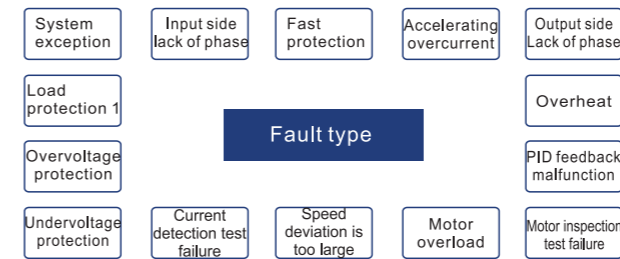 System
exception
Input side
lack of phase
Fast
protection
Accelerating
overcurrent
Output side
Lack of phase
Load
protection 1
Overheat
Fault type
Overvoltage
protection
PID feedback
malfunction
Undervoltage
protection
Current
detection test
failure
Speed
deviation is
too large
Motor
overload
Motor inspection
test failure